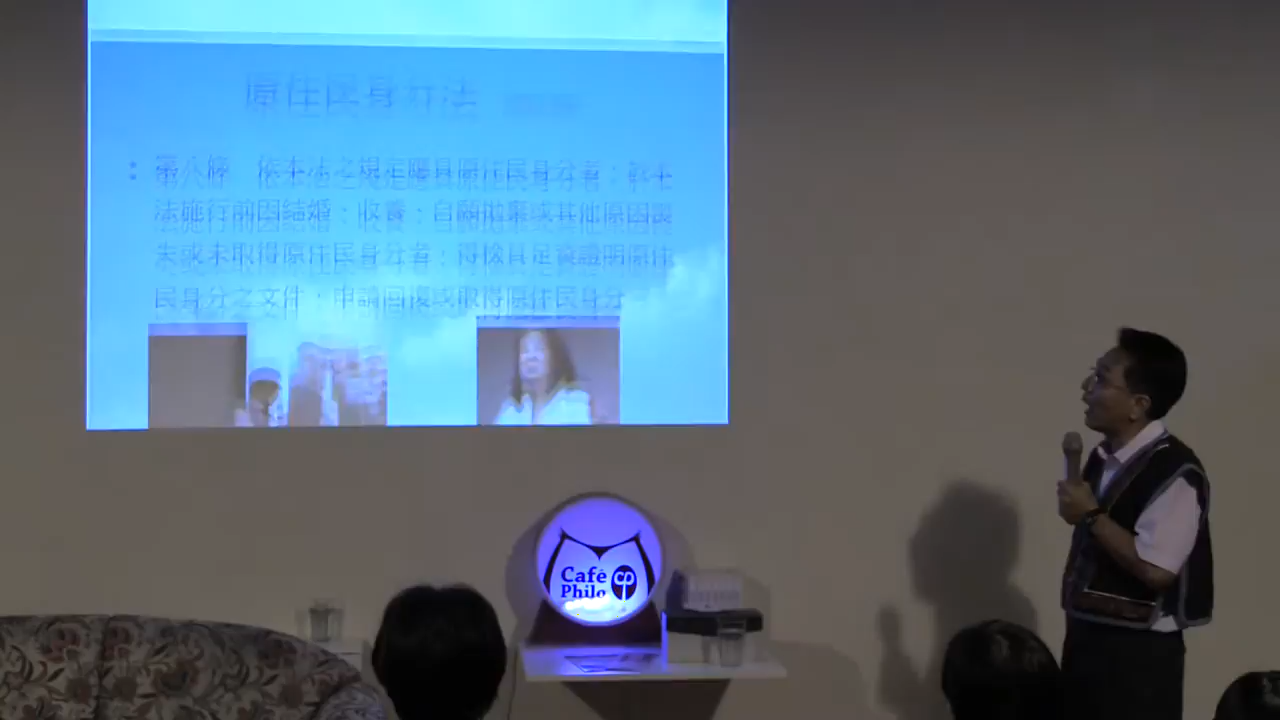 原住民身分法
第八條 依本法之規定應具原住民身分者，於本
法施行前因結婚、收養、自願拋棄或其他原因喪
失或未取得原住民身分者，得檢具足資證明原住
民身分之文件，申請回復或取得原住民身分
Café
Philo